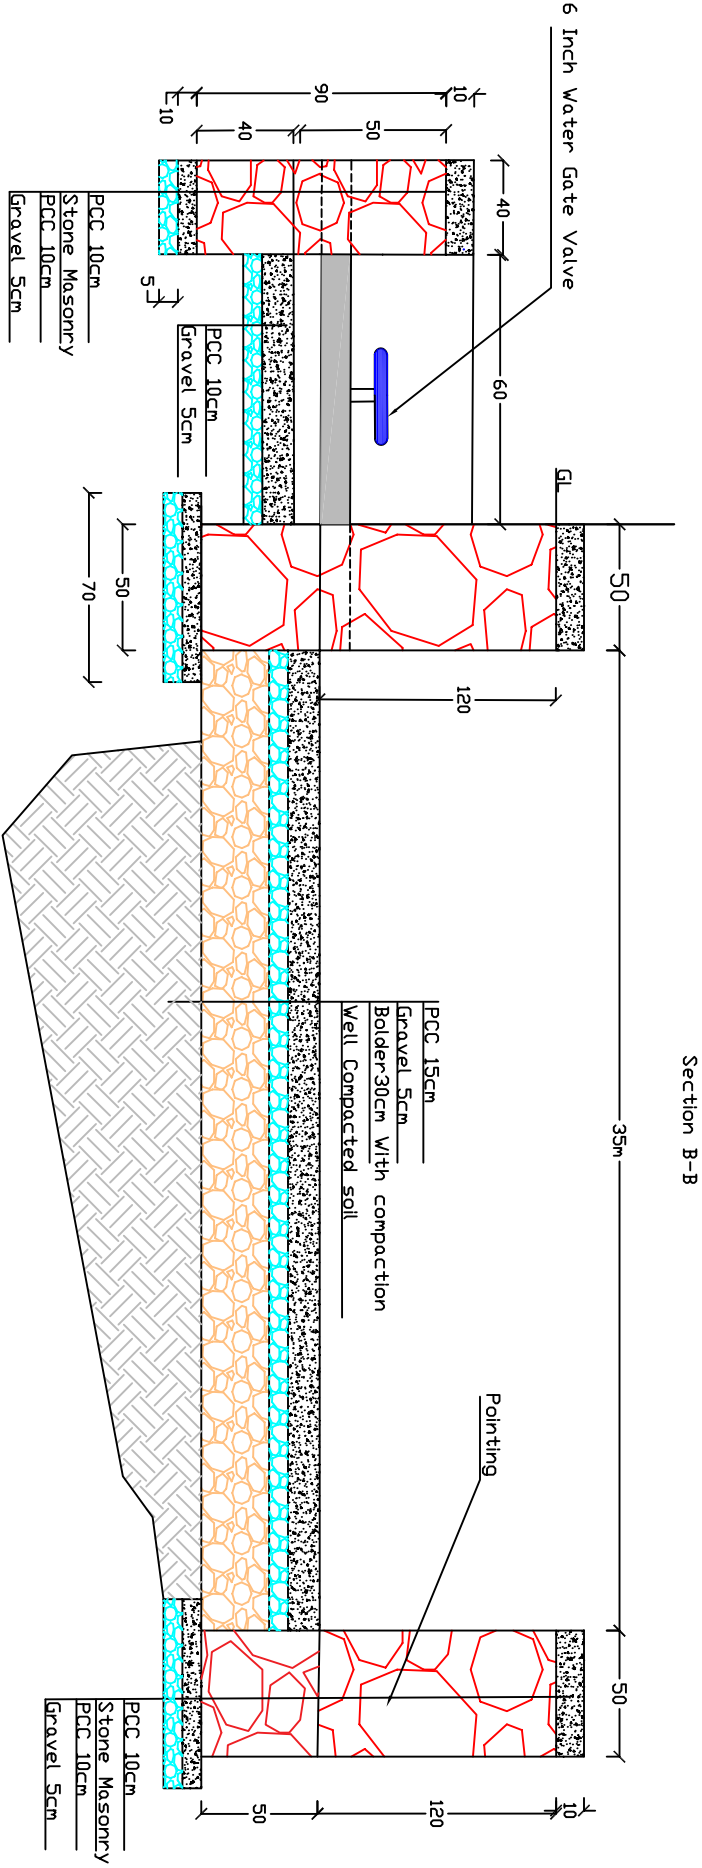 Section B-B
6 Inch Water Gate Valve
GL
50
35m
50
40
60
10
90
50
40
10
5
120
PCC 10cm
Stone Masonry
PCC 10cm
Gravel 5cm
PCC 10cm
Gravel 5cm
50
70
PCC 15cm
Gravel 5cm
Bolder30cm With compaction
Well Compacted soil
Pointing
10
120
50
PCC 10cm
Stone Masonry
PCC 10cm
Gravel 5cm